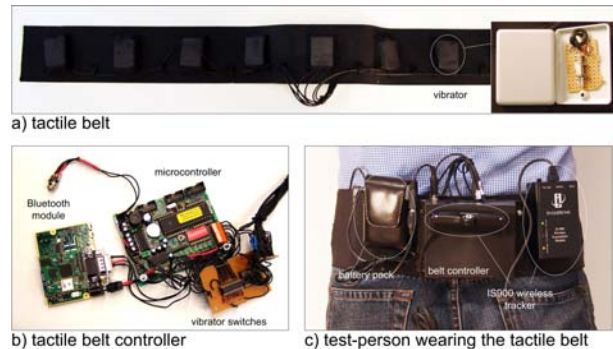 vibrator
a) tactile belt
microcontroller
Bluetooth
module
vibrator switches
b) tactile belt controller
battery pack
belt controller
IS900 wireless
tracker
c) test-person wearing the tactile belt